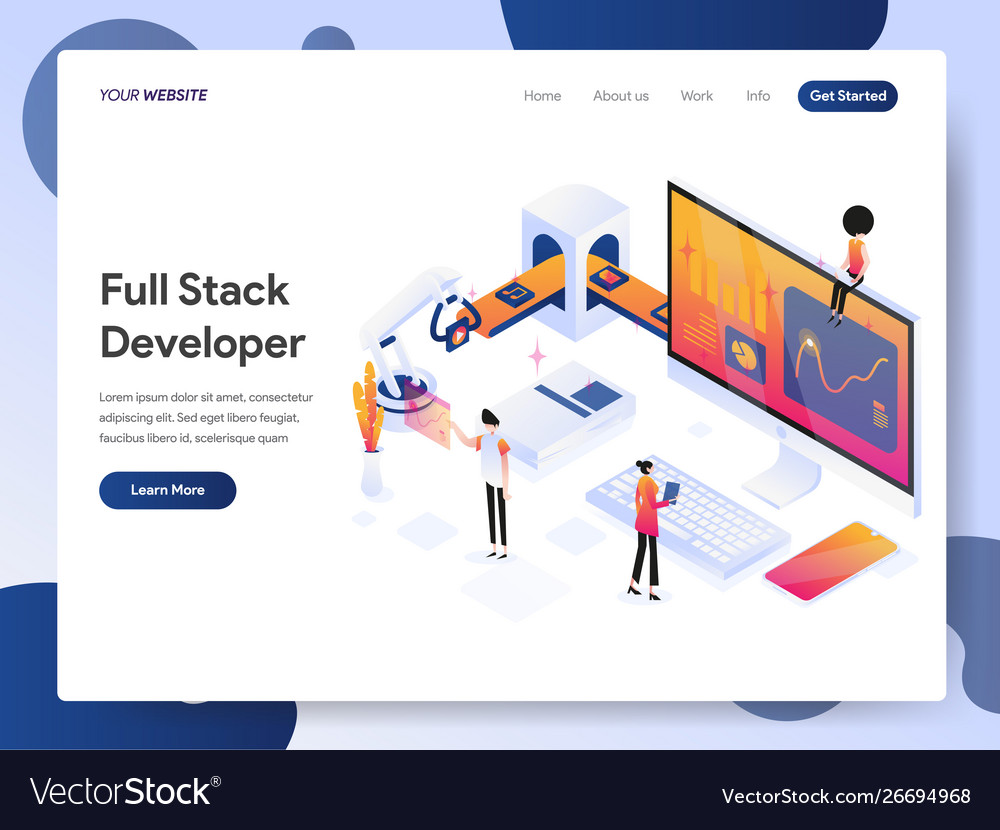 YOUR WEBSITE
Home About us Work Info Get Started
Full Stack
Developer
Lorem ipsum dolor sit amet, consectetur
adipiscing elit. Sed eget libero feugiat,
faucibus libero id, scelerisque quam
Learn More
VectorStock®
VectorStock.com/26694968